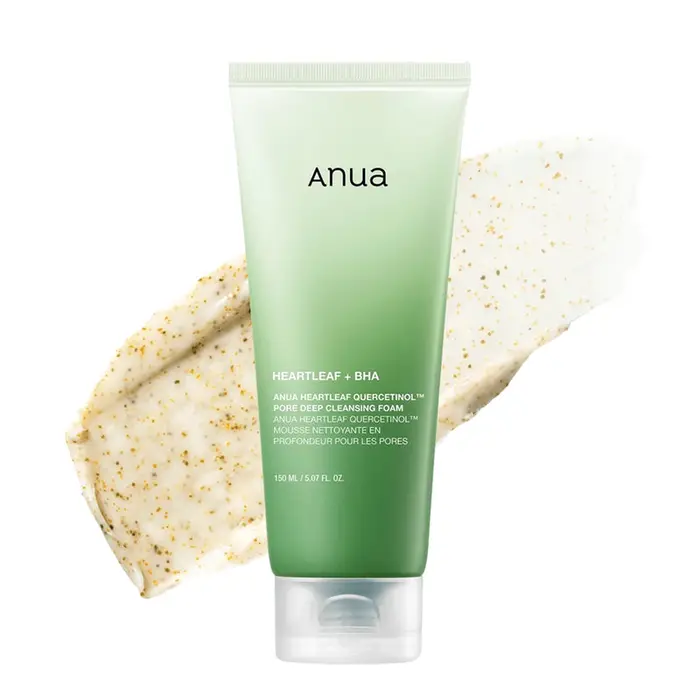 Anua
HEARTLEAF + BHA
ANUA HEARTLEAF QUERCETINOL™
PORE DEEP CLEANSING FOAM
ANUA HEARTLEAF QUERCETINOL™
MOUSSE NETTOYANTE EN
PROFONDEUR POUR LES PORES
150 ML / 5.07 FL. OZ.